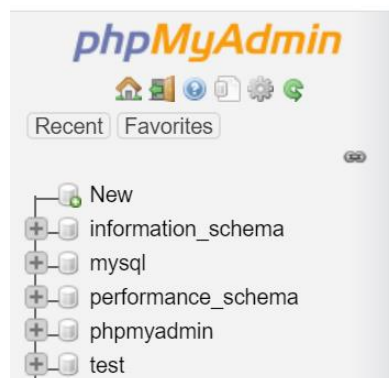 phpMyAdmin
Recent Favorites
New
information_schema
mysql
performance_schema
phpmyadmin
test